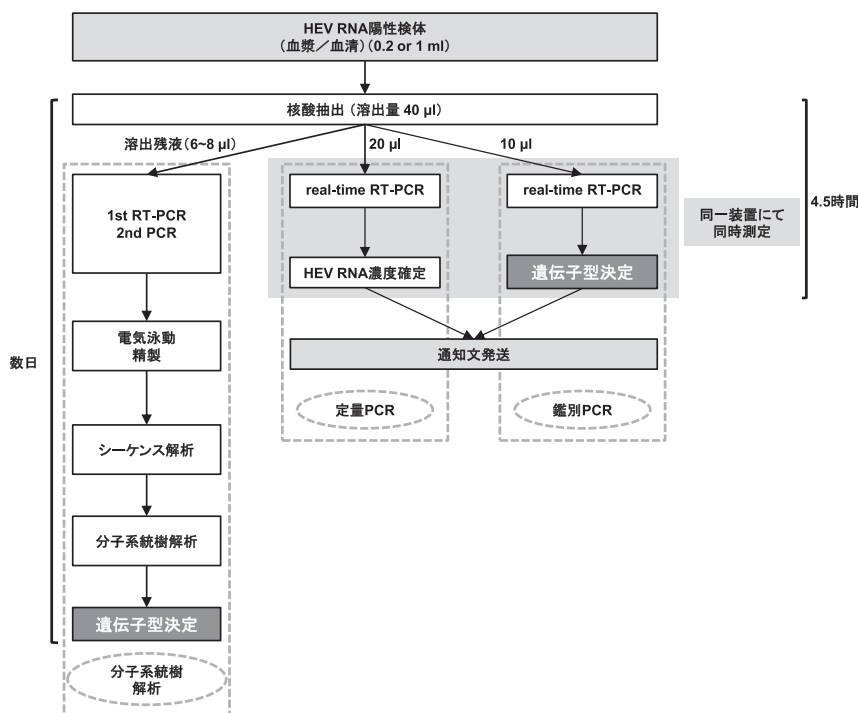 HEV RNA陽性検体
(血漿／血清)(0.2 or 1 ml)
核酸抽出 (溶出量 40 μl)
溶出残液(6~8 μl)
20 μl
10 μl
1st RT-PCR
2nd PCR
real-time RT-PCR
real-time RT-PCR
同一装置にて
同時測定
4.5時間
HEV RNA濃度確定
遺伝子型決定
電気泳動
精製
通知文発送
数日
定量PCR
鑑別PCR
シーケンス解析
分子系統樹解析
遺伝子型決定
分子系統樹
解析